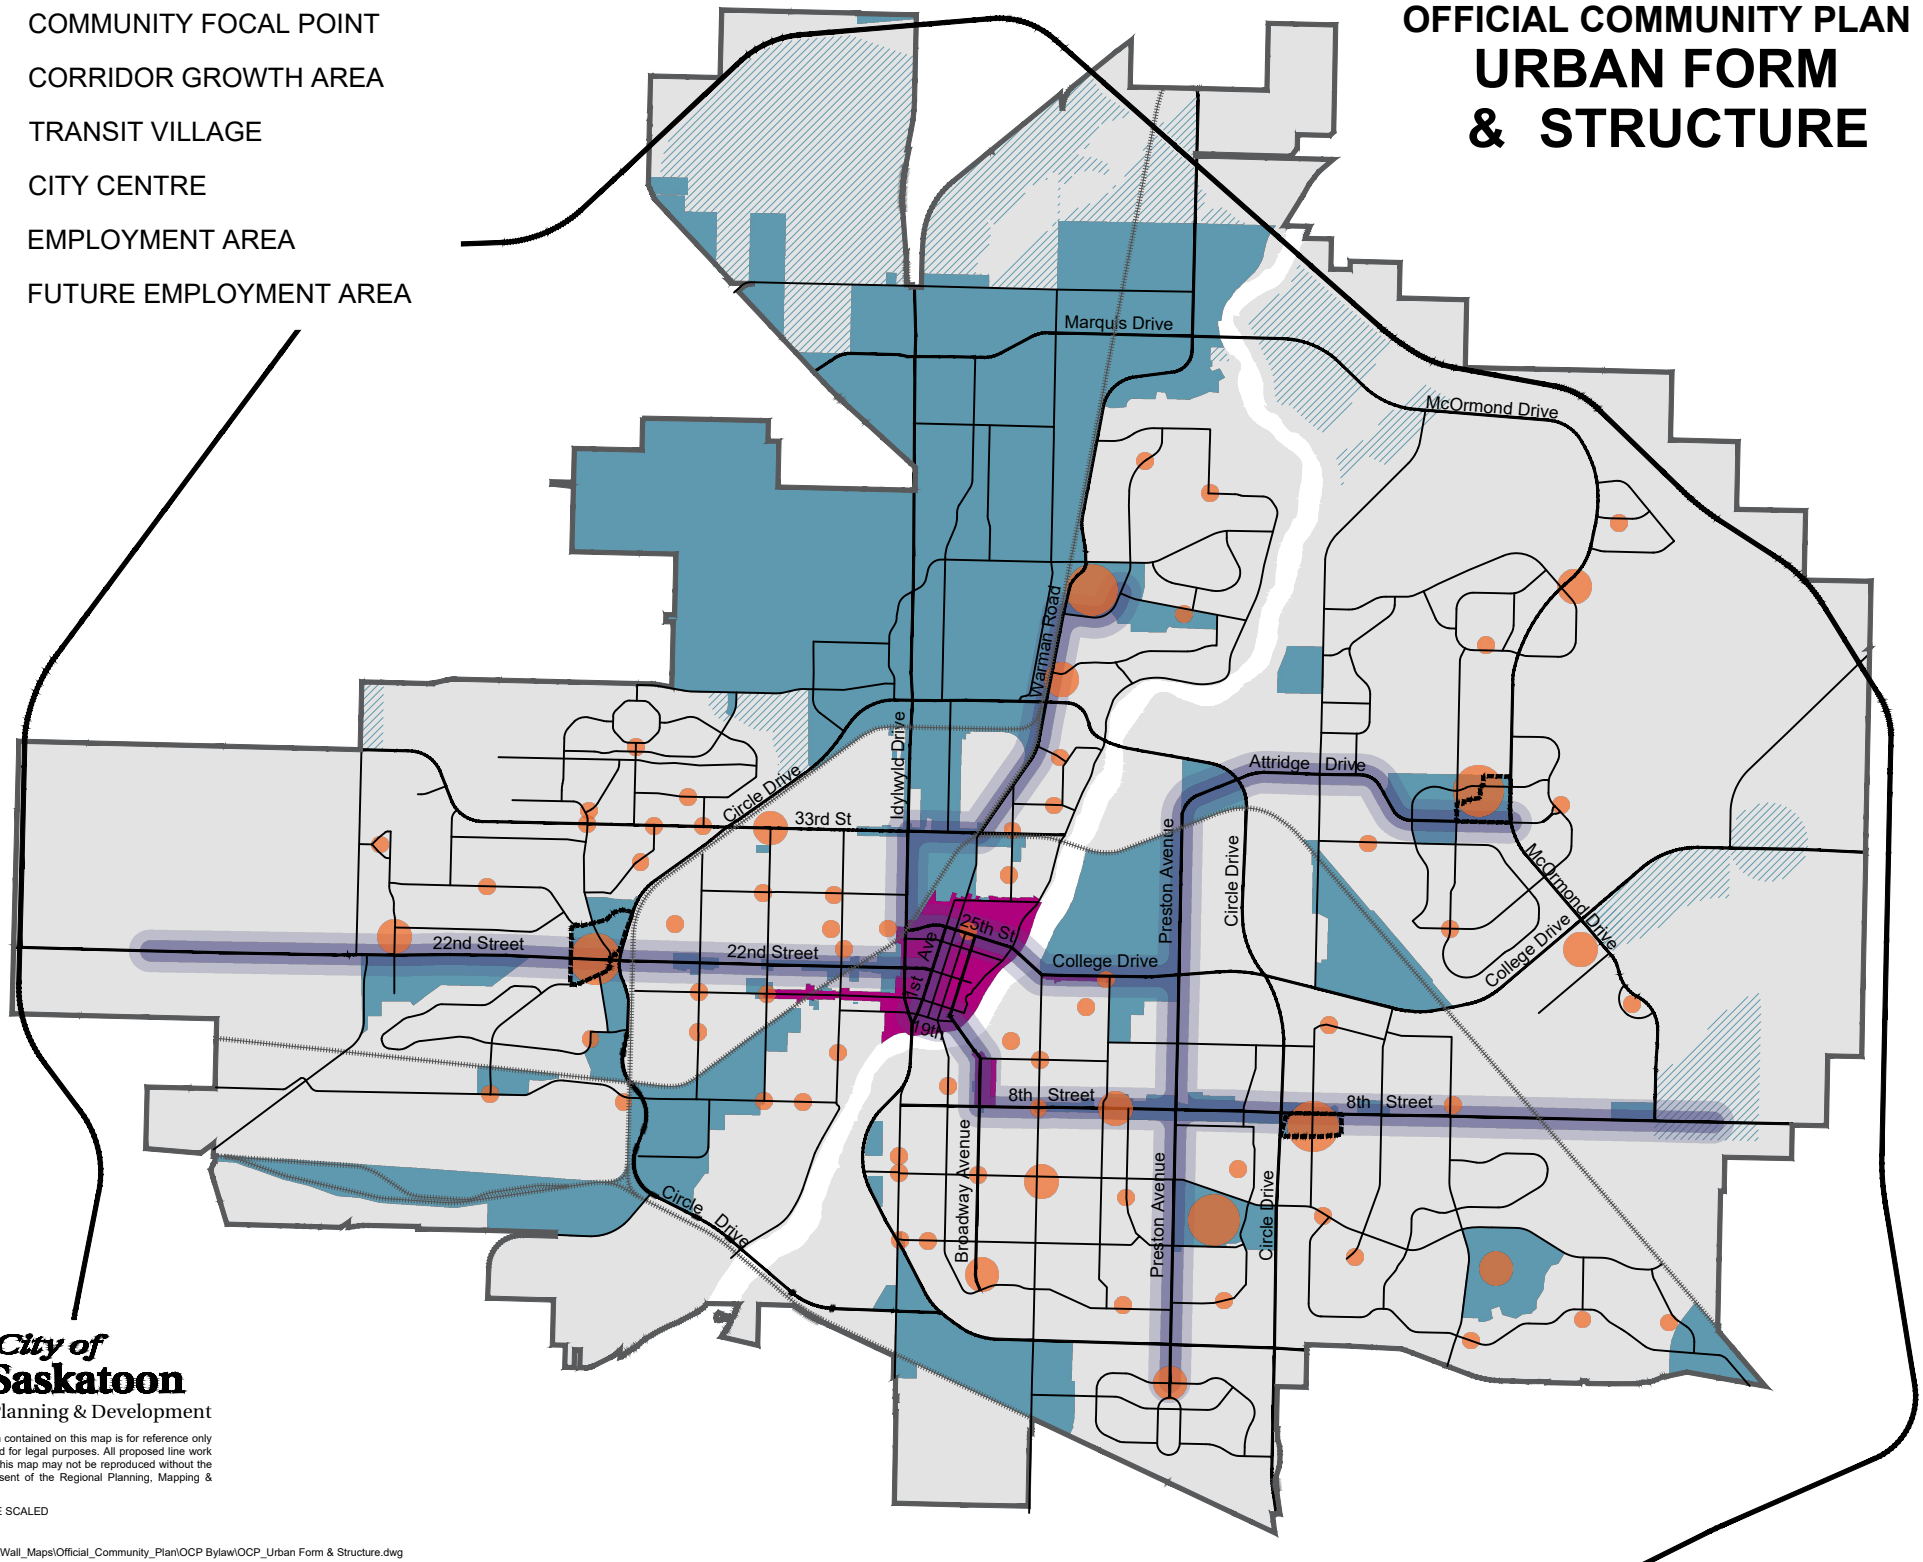 COMMUNITY FOCAL POINT
CORRIDOR GROWTH AREA
TRANSIT VILLAGE
CITY CENTRE
EMPLOYMENT AREA
FUTURE EMPLOYMENT AREA
OFFICIAL COMMUNITY PLAN
URBAN FORM
& STRUCTURE
Marquis Drive
McOrmond Drive
Warman Road
Idylwyld Drive
Circle Drive
33rd St
Attridge Drive
Preston Avenue
Circle Drive
McOrmond Drive
College Drive
22nd Street
22nd Street
25th St
1st Ave
19th
College Drive
8th Street
8th Street
Broadway Avenue
Preston Avenue
Circle Drive
Circle Drive
City of
Saskatoon
Planning & Development
contained on this map is for reference only
d for legal purposes. All proposed line work
his map may not be reproduced without the
sent of the Regional Planning, Mapping &
E SCALED
Wall_Maps\Official_Community_Plan\OCP Bylaw\OCP_Urban Form & Structure.dwg